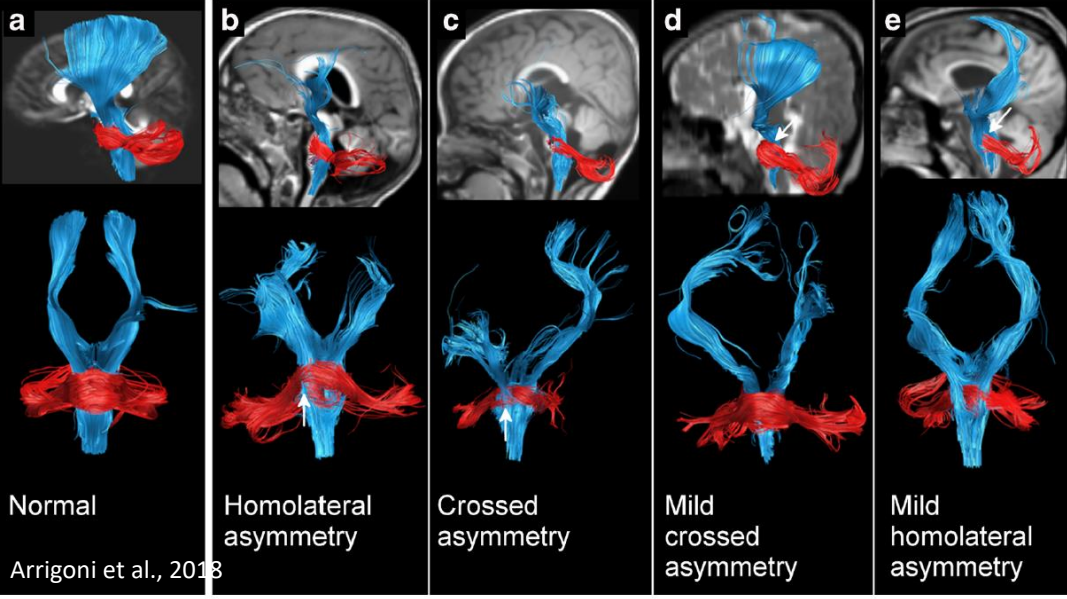 a
b
c
d
e
Normal
Homolateral
asymmetry
Crossed
asymmetry
Mild
crossed
asymmetry
Mild
homolateral
asymmetry
Arrigoni et al., 2018